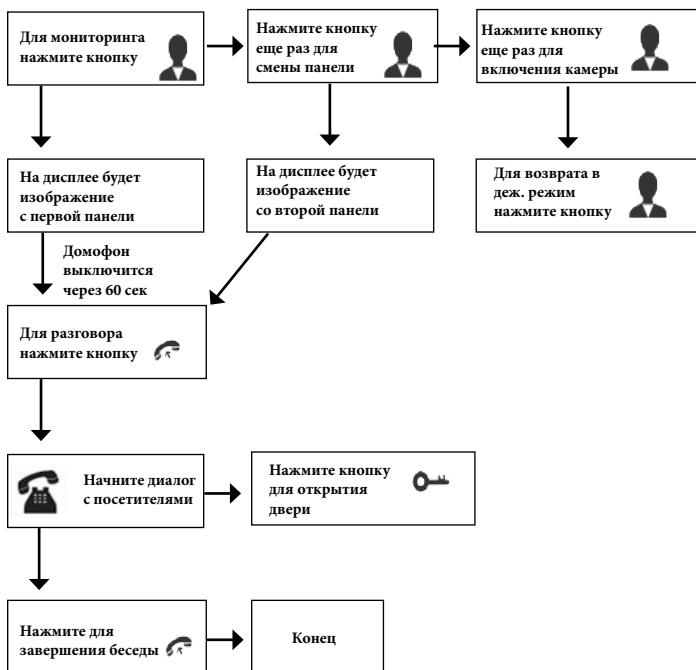 Для мониторинга
нажмите кнопку
Нажмите кнопку
еще раз для
смены панели
Нажмите кнопку
еще раз для
включения камеры
На дисплее будет
изображение
с первой панели
На дисплее будет
изображение
со второй панели
Для возврата в
деж. режим
нажмите кнопку
Домофон
выключится
через 60 сек
Для разговора
нажмите кнопку
Начните диалог
с посетителями
Нажмите кнопку
для открытия
двери
Нажмите для
завершения беседы
Конец